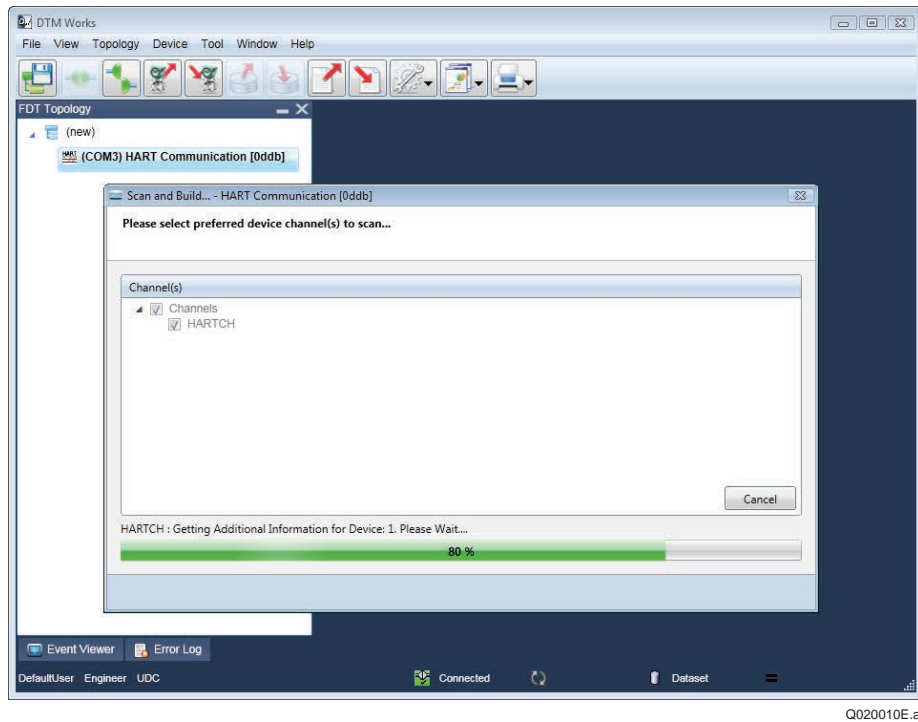 DTM Works
File View Topology Device Tool Window Help
FDT Topology
(new)
HART (COM3) HART Communication [0ddb]
Scan and Build... - HART Communication [0ddb]
Please select preferred device channel(s) to scan...
Channel(s)
Channels
HARTCH
Cancel
HARTCH : Getting Additional Information for Device: 1. Please Wait....
80 %
Event Viewer Error Log
DefaultUser Engineer UDC Connected Dataset
Q020010E.a